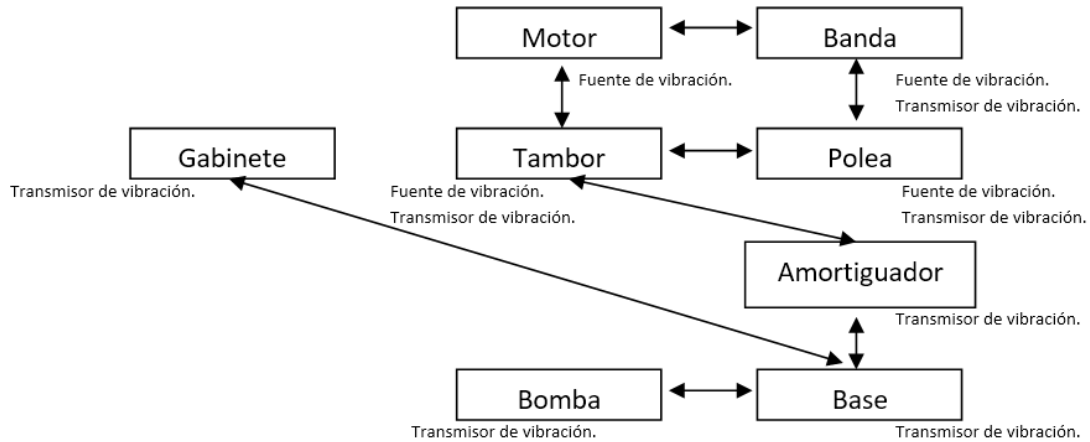 Motor
Banda
Fuente de vibración.
Fuente de vibración.
Transmisor de vibración.
Gabinete
Tambor
Polea
Transmisor de vibración.
Fuente de vibración.
Transmisor de vibración.
Fuente de vibración.
Transmisor de vibración.
Amortiguador
Transmisor de vibración.
Bomba
Base
Transmisor de vibración.
Transmisor de vibración.